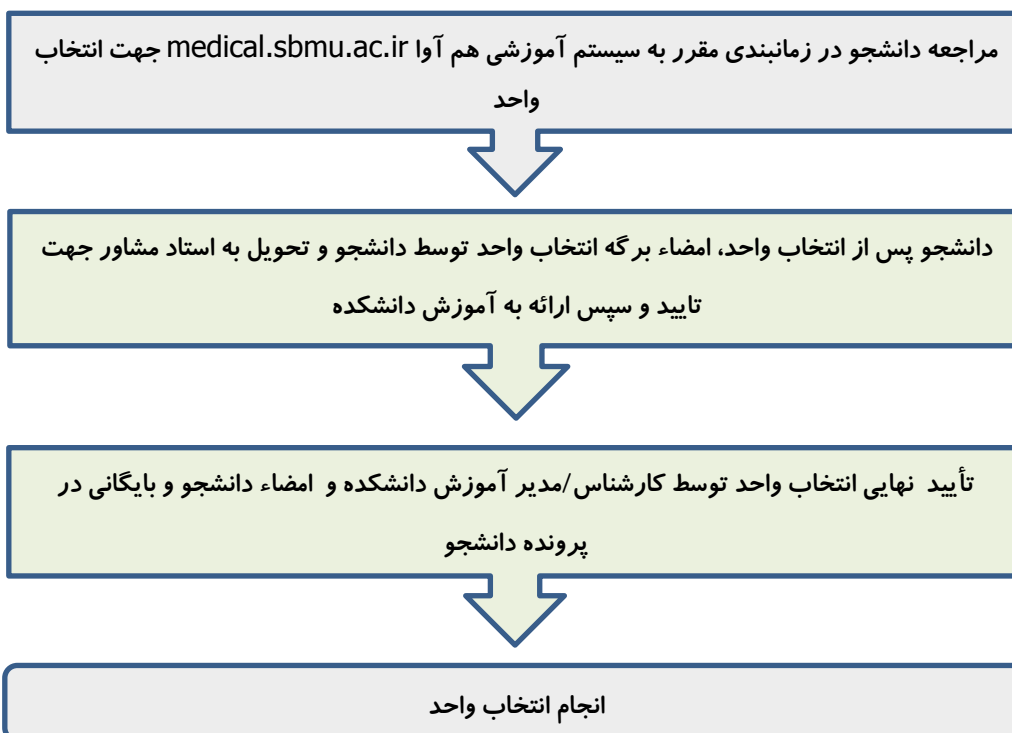 مراجعه دانشجو در زمانبندی مقرر به سیستم آموزشی هم آوا medical.sbmu.ac.ir جهت انتخاب
واحد
دانشجو پس از انتخاب واحد، امضاء برگه انتخاب واحد توسط دانشجو و تحویل به استاد مشاور جهت
تایید و سپس ارائه به آموزش دانشکده
تأیید نهایی انتخاب واحد توسط کارشناس/مدیر آموزش دانشکده و امضاء دانشجو و بایگانی در
پرونده دانشجو
انجام انتخاب واحد